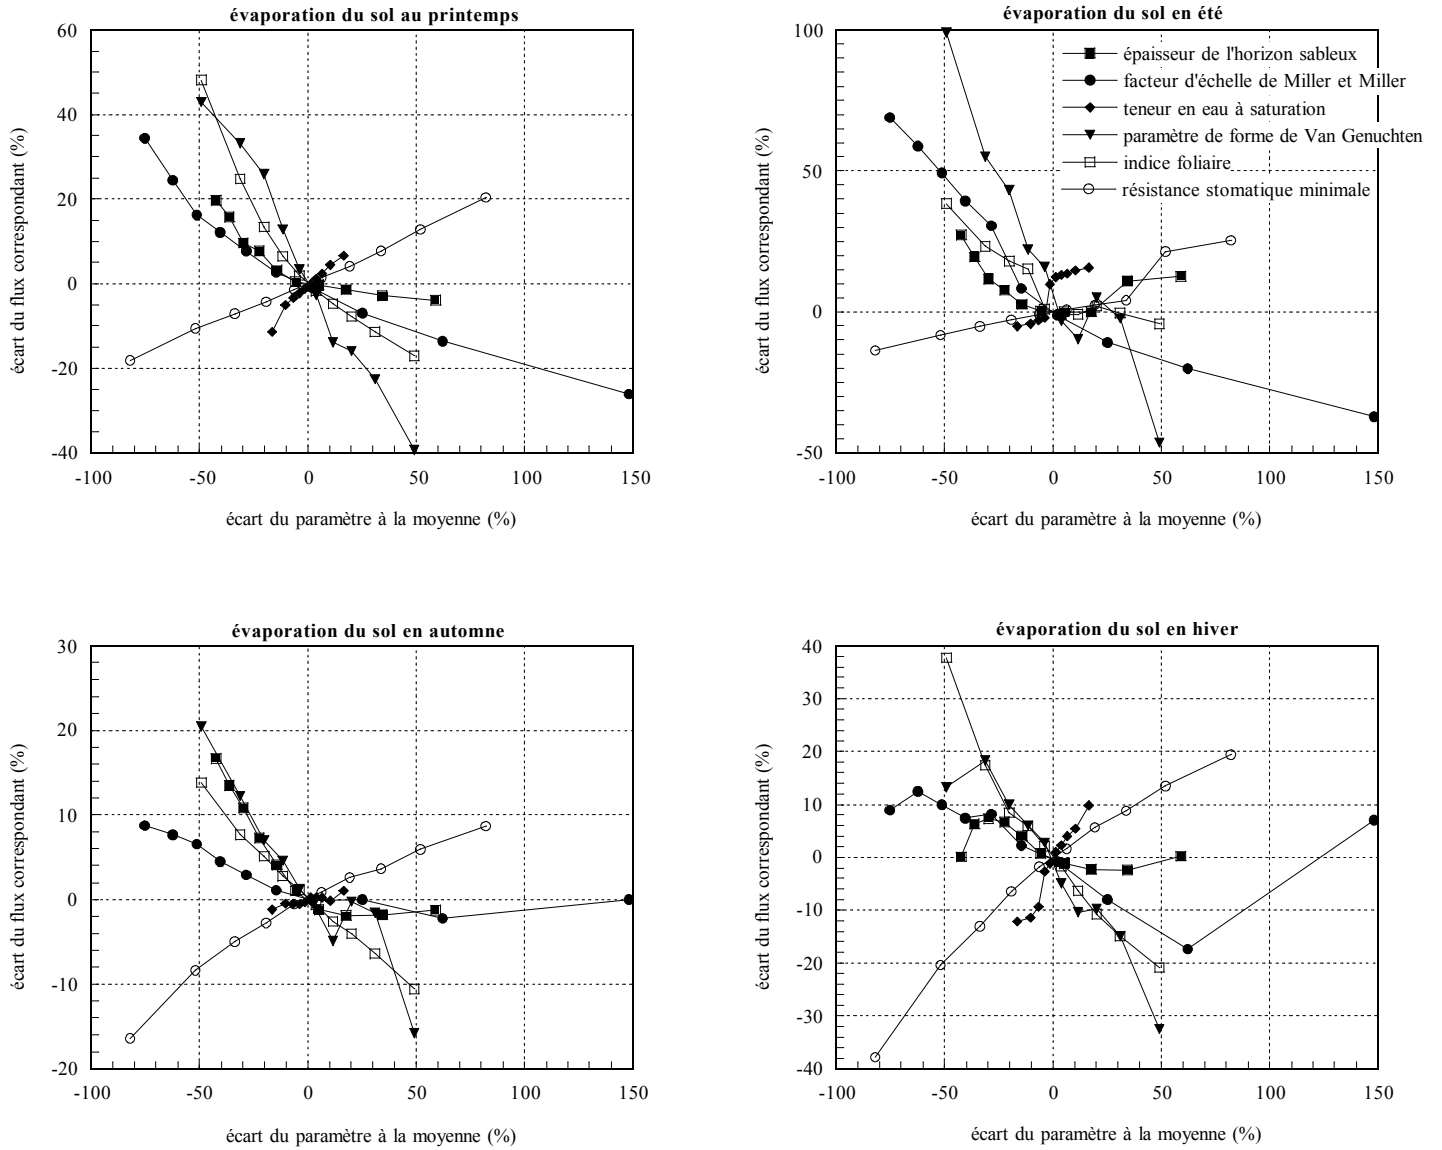 évaporation du sol au printemps
60
40
20
0
-20
-40
écart du flux correspondant (%)
-100 -50 0 50 100 150
écart du paramètre à la moyenne (%)
évaporation du sol en été
100
50
0
-50
écart du flux correspondant (%)
épaisseur de l'horizon sableux
facteur d'échelle de Miller et Miller
teneur en eau à saturation
paramètre de forme de Van Genuchten
indice foliaire
résistance stomatique minimale
-100 -50 0 50 100 150
écart du paramètre à la moyenne (%)
évaporation du sol en automne
30
20
10
0
-10
-20
écart du flux correspondant (%)
-100 -50 0 50 100 150
écart du paramètre à la moyenne (%)
évaporation du sol en hiver
40
30
20
10
0
-10
-20
-30
-40
écart du flux correspondant (%)
-100 -50 0 50 100 150
écart du paramètre à la moyenne (%)